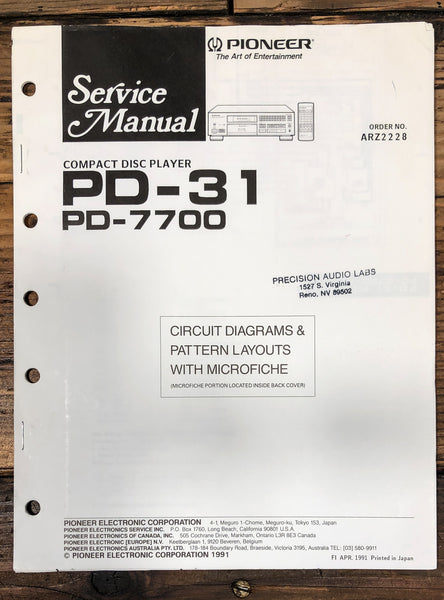 PIONEER®
The Art of Entertainment
Service
Manual
ORDER NO.
ARZ2228
COMPACT DISC PLAYER
PD-31
PD-7700
PRECISION AUDIO LABS
1527 S. Virginia
Reno, NV 89502
CIRCUIT DIAGRAMS &
PATTERN LAYOUTS
WITH MICROFICHE
(MICROFICHE PORTION LOCATED INSIDE BACK COVER)
PIONEER ELECTRONIC CORPORATION 4-1, Meguro 1-Chome, Meguro-ku, Tokyo 153, Japan
PIONEER ELECTRONICS SERVICE INC. P.O. Box 1760, Long Beach, California 90801 U.S.A.
PIONEER ELECTRONICS OF CANADA, INC. 505 Cochrane Drive, Markham, Ontario L3R 8E3 Canada
PIONEER ELECTRONIC [EUROPE] N.V. Keetberglaan 1, 9120 Beveren, Belgium
PIONEER ELECTRONICS AUSTRALIA PTY. LTD. 178-184 Boundary Road, Braeside, Victoria 3195, Australia TEL: [03] 580-9911
© PIONEER ELECTRONIC CORPORATION 1991 FI APR. 1991 Printed in Japan